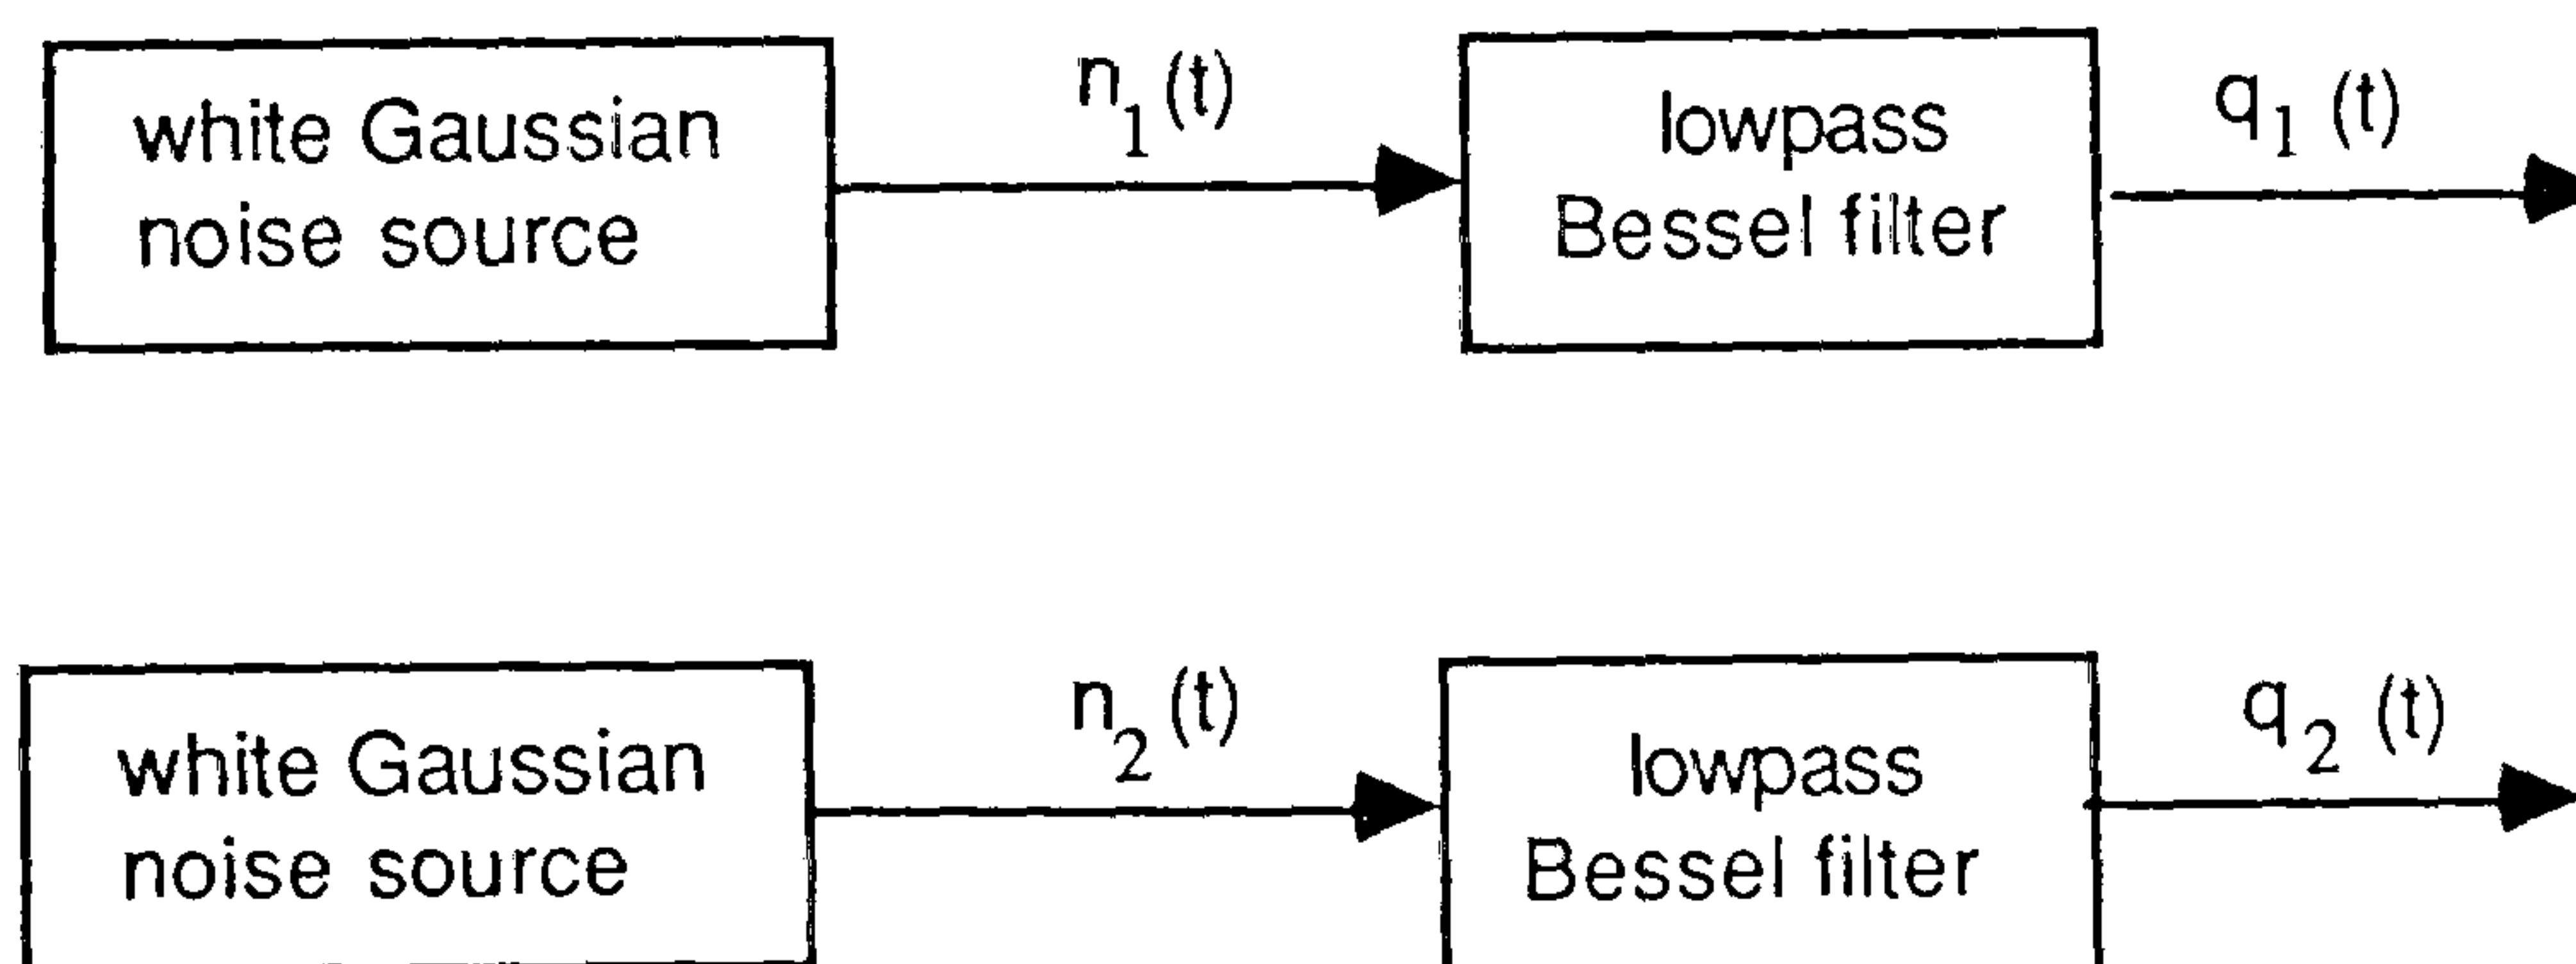 white Gaussian
noise source
n1(t)
lowpass
Bessel filter
q1 (t)
white Gaussian
noise source
n2(t)
lowpass
Bessel filter
q2 (t)